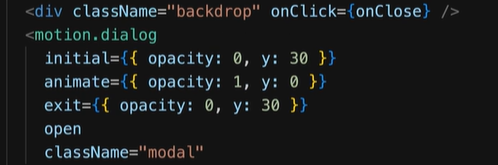 <div className="backdrop" onClick={onClose} />
<motion.dialog
initial={{ opacity: 0, y: 30 }}
animate={{ opacity: 1, y: 0 }}
exit={{ opacity: 0, y: 30 }}
open
className="modal"